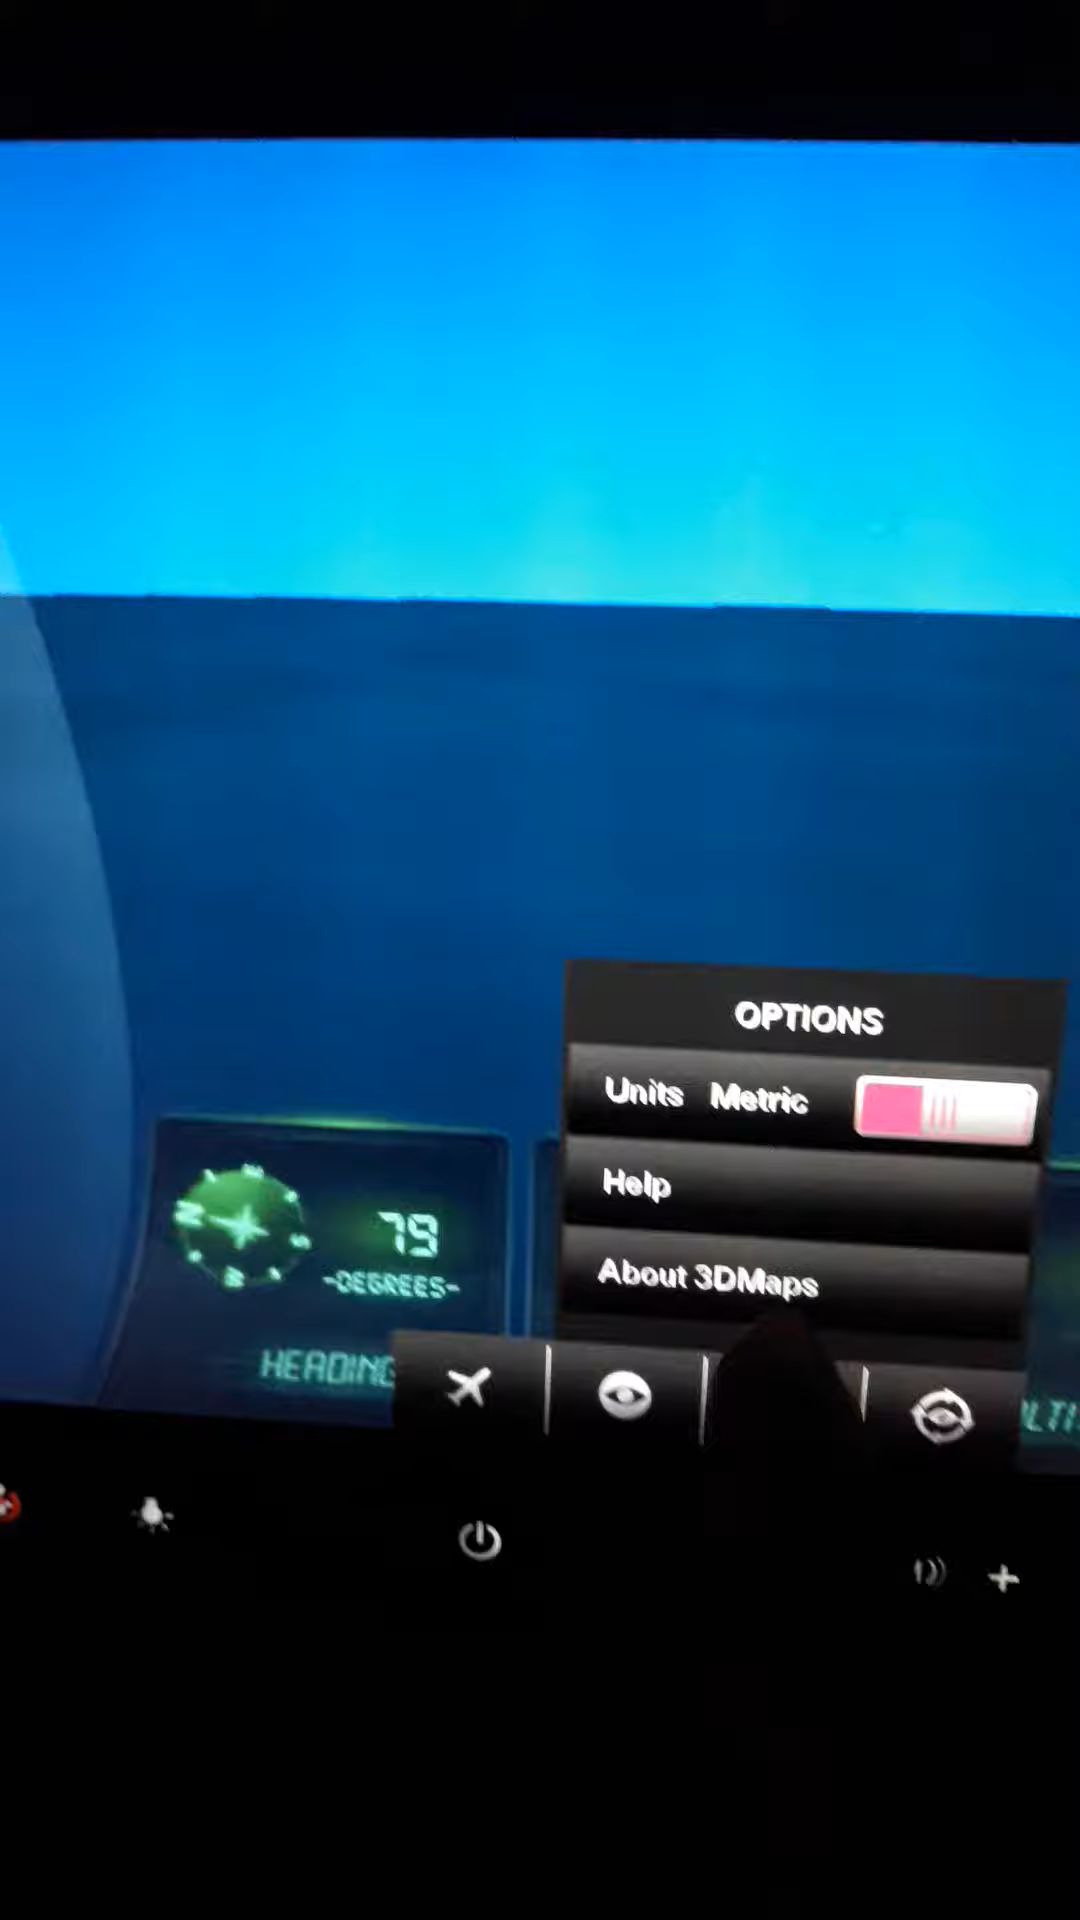 OPTIONS
Units Metric
Help
About 3DMaps
79
-DEGREES-
HEADING